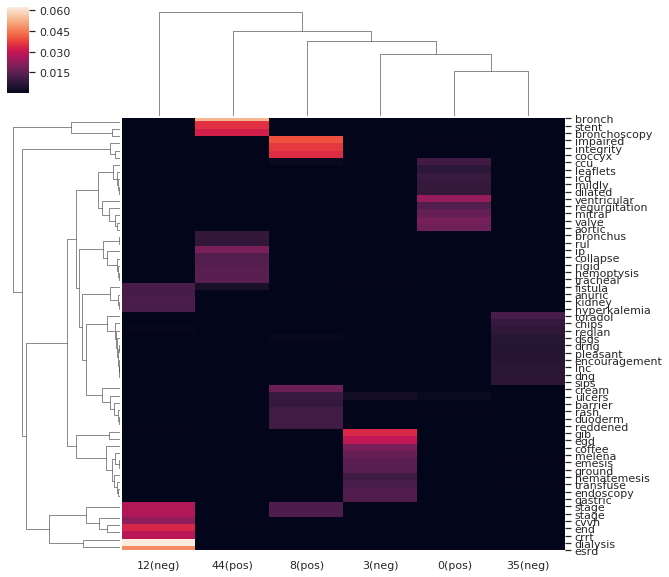 0.060
0.045
0.030
0.015
bronch
stent
bronchoscopy
impaired
integrity
coccyx
ccu
leaflets
icd
mildly
dilated
ventricular
regurgitation
mitral
valve
aortic
bronchus
rul
ip
collapse
rigid
hemoptysis
tracheal
fistula
anuric
kidney
hyperkalemia
toradol
chips
reglan
dsgs
drng
pleasant
encouragement
lnc
dng
sips
cream
ulcers
barrier
rash
duoderm
reddened
gib
egd
coffee
melena
emesis
ground
hematemesis
transfuse
endoscopy
gastric
stage
stage
cvvh
end
crrt
dialysis
esrd
12(neg) 44(pos) 8(pos) 3(neg) 0(pos) 35(neg)